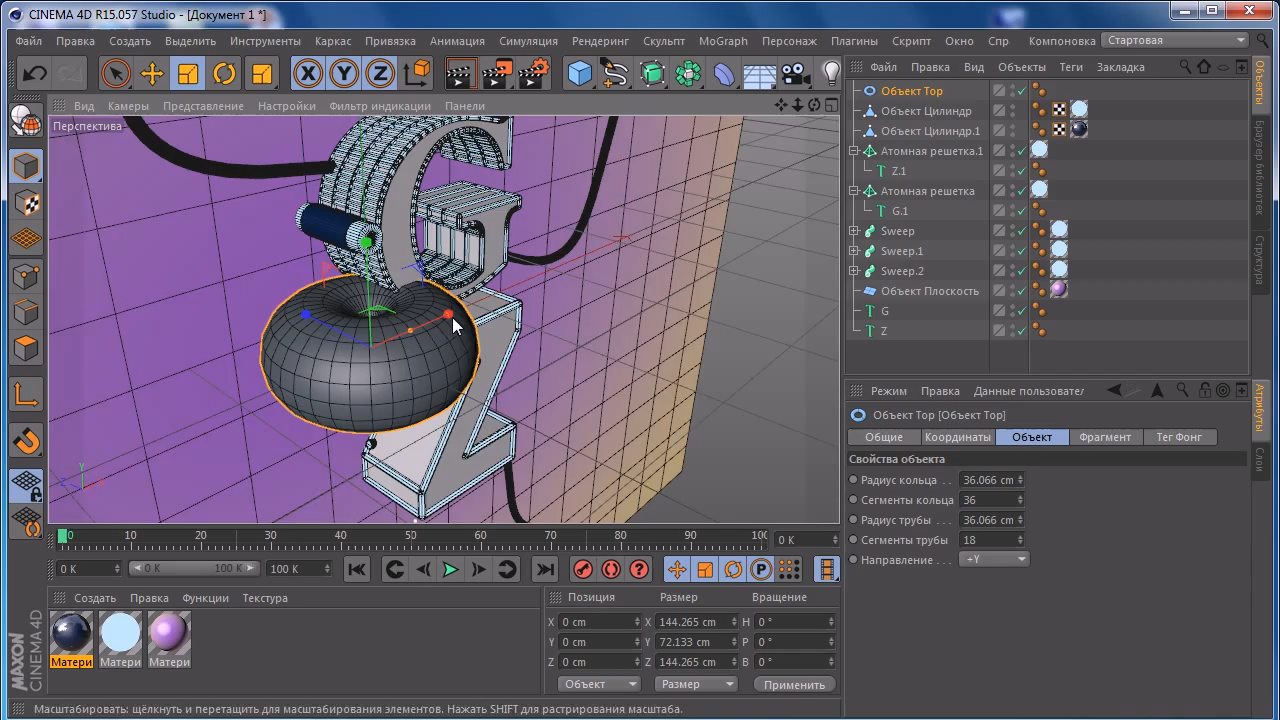 CINEMA 4D R15.057 Studio - [Документ 1 *]
Файл Правка Создать Выделить Инструменты Каркас Привязка Анимация Симуляция Рендеринг Скульпт MoGraph Персонаж Плагины Скрипт Окно Спр Компоновка Стартовая
X Y Z
Файл Правка Вид Объекты Теги Закладка
Объект Тор
Объект Цилиндр
Объект Цилиндр.1
Атомная решетка.1
Z.1
Атомная решетка
G.1
Sweep
Sweep.1
Sweep.2
Объект Плоскость
G
Z
Объекты
Браузер библиотек
Структура
Вид Камеры Представление Настройки Фильтр индикации Панели
Перспектива
Y
Режим Правка Данные пользовател
Объект Тор [Объект Тор]
Общие Координаты Объект Фрагмент Тег Фонг
Свойства объекта
Радиус кольца . . 36.066 cm
Сегменты кольца 36
Радиус трубы . . . 36.066 cm
Сегменты трубы 18
Направление . . . +Y
Атрибуты
Слои
0 10 20 30 40 50 60 70 80 90 100 0 K
0 K 0 K 100 K 100 K
P
Создать Правка Функции Текстура
Матери Матери Матери
Позиция Размер Вращение
X 0 cm X 144.265 cm H 0 °
Y 0 cm Y 72.133 cm P 0 °
Z 0 cm Z 144.265 cm B 0 °
Объект Размер Применить
MAXON
CINEMA 4D
Масштабировать: щёлкнуть и перетащить для масштабирования элементов. Нажать SHIFT для растрирования масштаба.